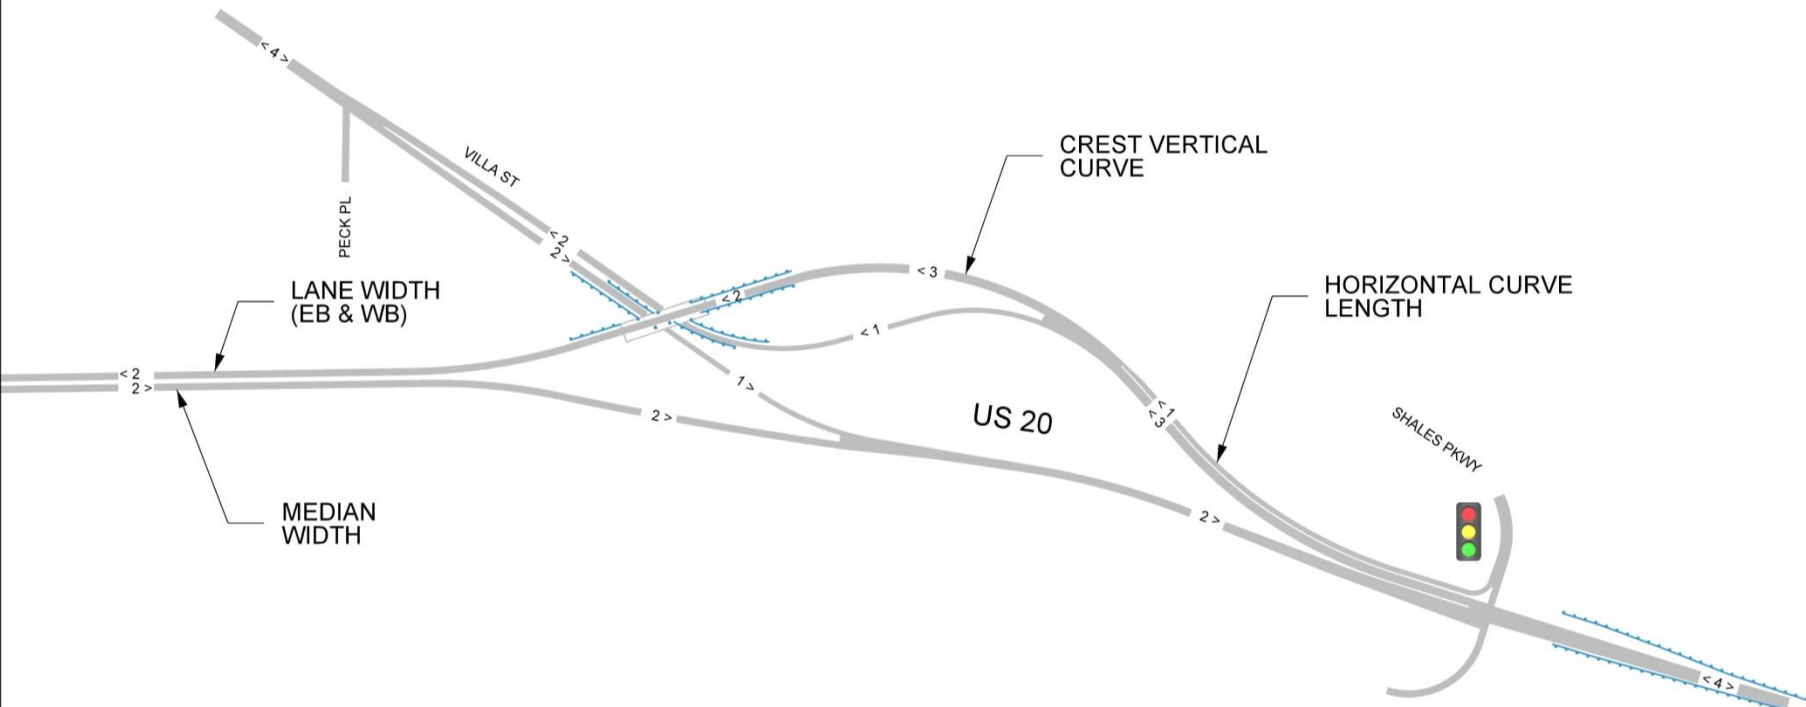 < 4 >
VILLA ST
PECK PL
< 2
2 >
CREST VERTICAL
CURVE
LANE WIDTH
(EB & WB)
< 2
< 3
HORIZONTAL CURVE
LENGTH
< 1
< 2
2 >
1 >
2 >
US 20
< 1
< 3
SHALES PKWY
MEDIAN
WIDTH
2 >
< 4 >